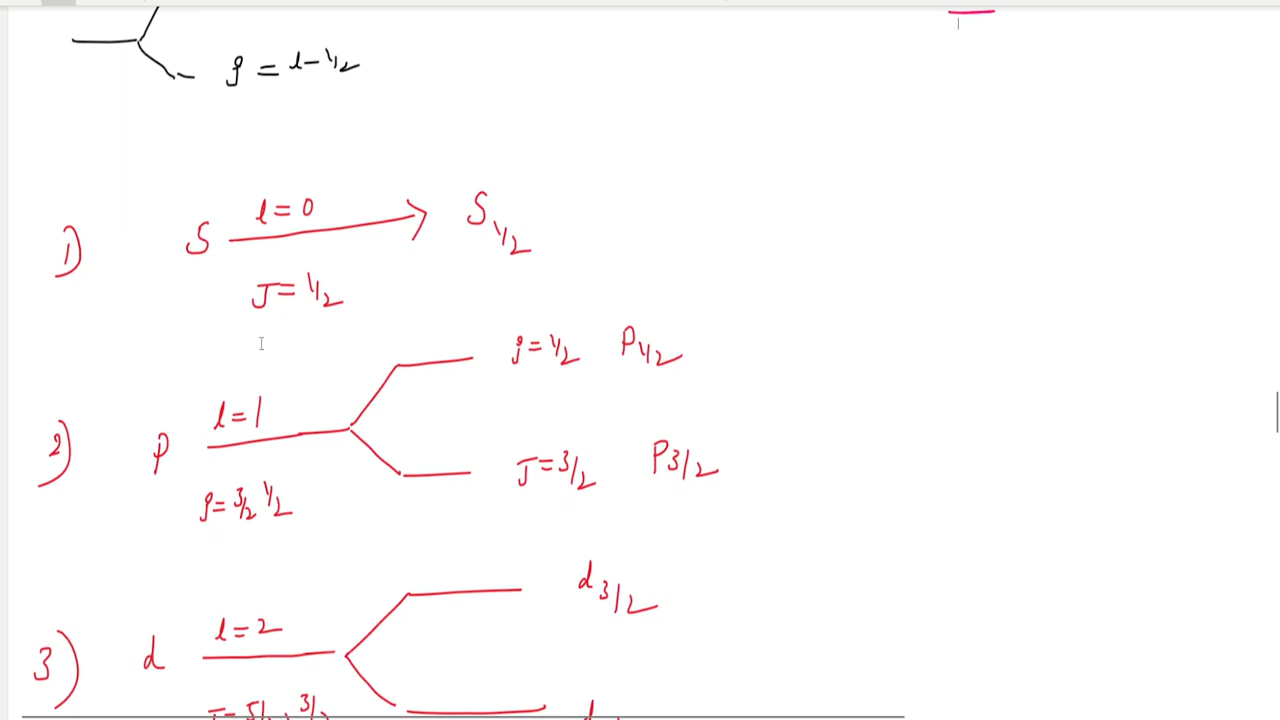 j = l - 1/2
1) S l = 0 S1/2
J = 1/2
j = 1/2 P1/2
2) P l = 1
J = 3/2 P3/2
j = 3/2 1/2
d3/2
3) d l = 2